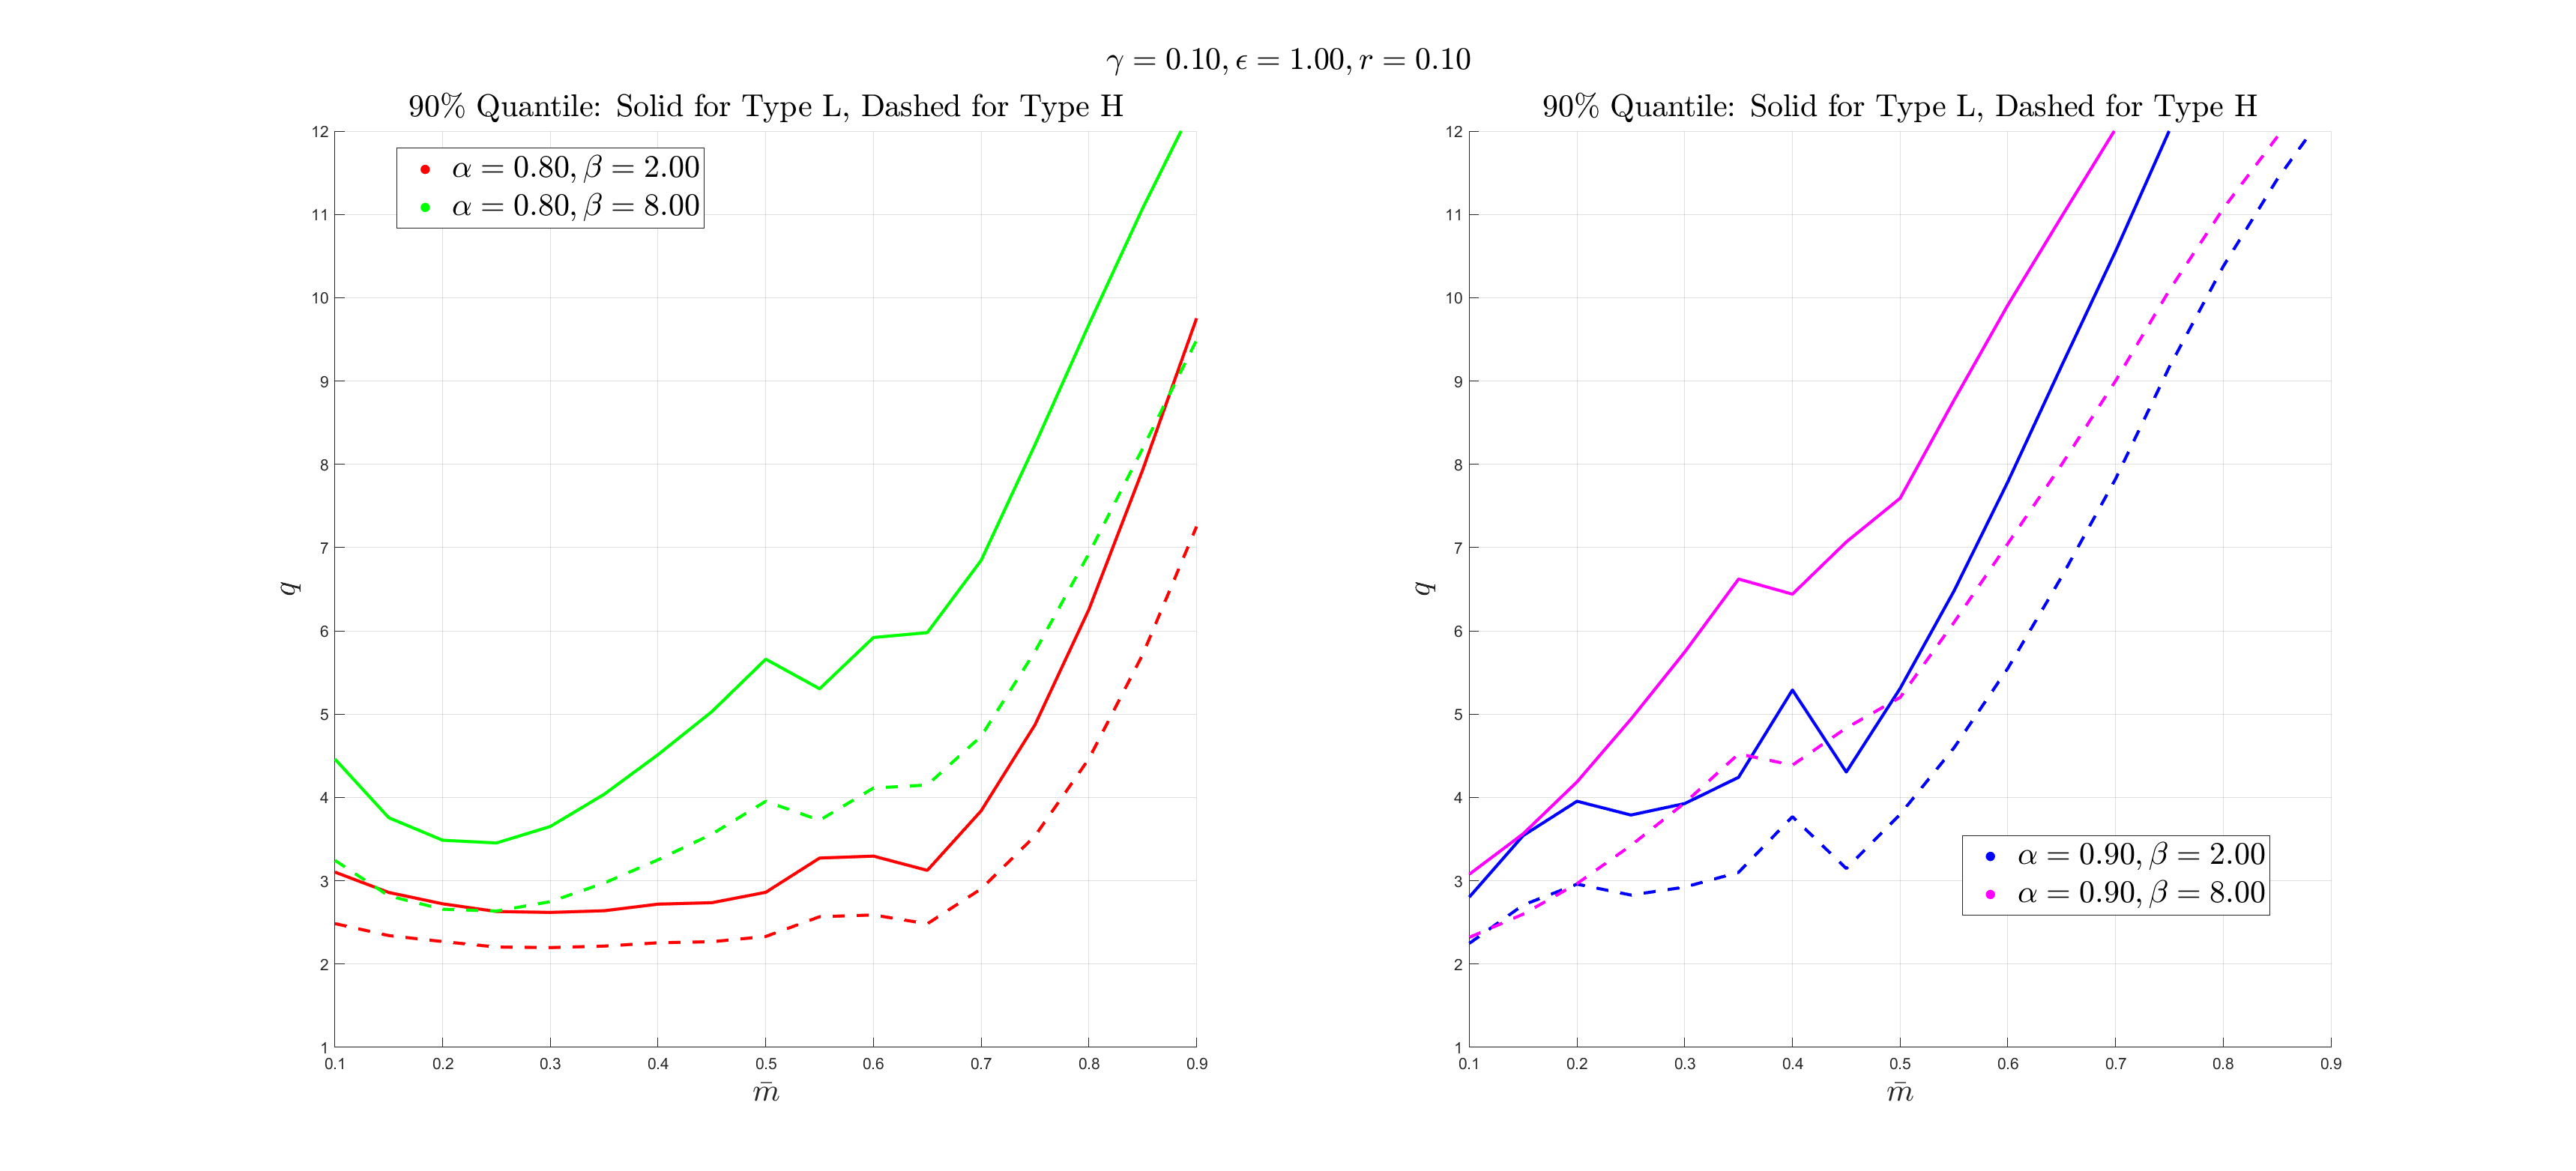 γ = 0.10, ϵ = 1.00, r = 0.10
90% Quantile: Solid for Type L, Dashed for Type H
12
11
10
9
8
7
6
5
4
3
2
1
q
α = 0.80, β = 2.00
α = 0.80, β = 8.00
0.1 0.2 0.3 0.4 0.5 0.6 0.7 0.8 0.9
m̄
90% Quantile: Solid for Type L, Dashed for Type H
12
11
10
9
8
7
6
5
4
3
2
1
q
α = 0.90, β = 2.00
α = 0.90, β = 8.00
0.1 0.2 0.3 0.4 0.5 0.6 0.7 0.8 0.9
m̄